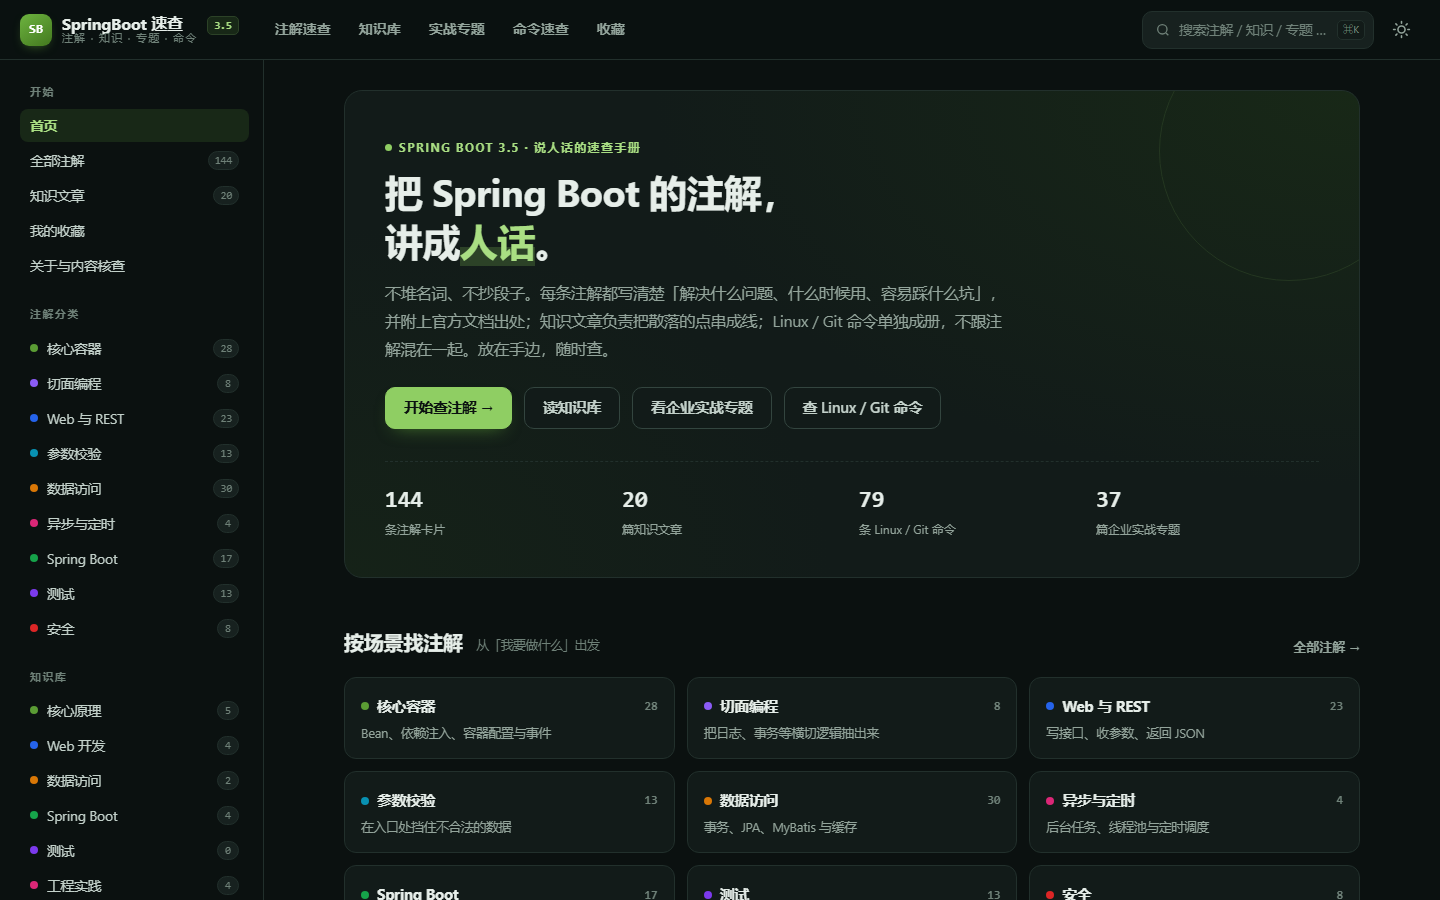 SB
SpringBoot 速查
3.5
注解 · 知识 · 专题 · 命令
注解速查
知识库
实战专题
命令速查
收藏
搜索注解 / 知识 / 专题 ...
⌘K
开始
首页
全部注解 144
知识文章 20
我的收藏
关于与内容核查
注解分类
核心容器 28
切面编程 8
Web 与 REST 23
参数校验 13
数据访问 30
异步与定时 4
Spring Boot 17
测试 13
安全 8
知识库
核心原理 5
Web 开发 4
数据访问 2
Spring Boot 4
测试 0
工程实践 4
SPRING BOOT 3.5 · 说人话的速查手册
把 Spring Boot 的注解，
讲成人话。
不堆名词、不抄段子。每条注解都写清楚「解决什么问题、什么时候用、容易踩什么坑」，
并附上官方文档出处；知识文章负责把散落的点串成线；Linux / Git 命令单独成册，不跟注
解混在一起。放在手边，随时查。
开始查注解 →
读知识库
看企业实战专题
查 Linux / Git 命令
144
条注解卡片
20
篇知识文章
79
条 Linux / Git 命令
37
篇企业实战专题
按场景找注解
从「我要做什么」出发
全部注解 →
核心容器 28
Bean、依赖注入、容器配置与事件
切面编程 8
把日志、事务等横切逻辑抽出来
Web 与 REST 23
写接口、收参数、返回 JSON
参数校验 13
在入口处挡住不合法的数据
数据访问 30
事务、JPA、MyBatis 与缓存
异步与定时 4
后台任务、线程池与定时调度
Spring Boot 17
测试 13
安全 8